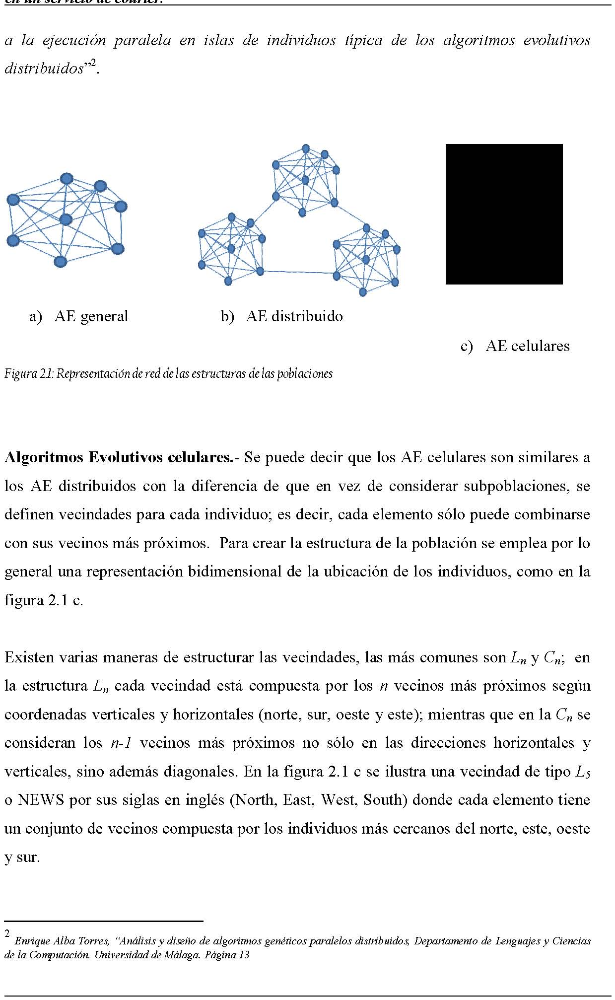 en un servicio de courier.
a la ejecución paralela en islas de individuos típica de los algoritmos evolutivos
distribuidos”2.
a) AE general
b) AE distribuido
c) AE celulares
Figura 2.1: Representación de red de las estructuras de las poblaciones
Algoritmos Evolutivos celulares.- Se puede decir que los AE celulares son similares a
los AE distribuidos con la diferencia de que en vez de considerar subpoblaciones, se
definen vecindades para cada individuo; es decir, cada elemento sólo puede combinarse
con sus vecinos más próximos. Para crear la estructura de la población se emplea por lo
general una representación bidimensional de la ubicación de los individuos, como en la
figura 2.1 c.
Existen varias maneras de estructurar las vecindades, las más comunes son Ln y Cn; en
la estructura Ln cada vecindad está compuesta por los n vecinos más próximos según
coordenadas verticales y horizontales (norte, sur, oeste y este); mientras que en la Cn se
consideran los n-1 vecinos más próximos no sólo en las direcciones horizontales y
verticales, sino además diagonales. En la figura 2.1 c se ilustra una vecindad de tipo L5
o NEWS por sus siglas en inglés (North, East, West, South) donde cada elemento tiene
un conjunto de vecinos compuesta por los individuos más cercanos del norte, este, oeste
y sur.
2 Enrique Alba Torres, “Análisis y diseño de algoritmos genéticos paralelos distribuidos, Departamento de Lenguajes y Ciencias
de la Computación. Universidad de Málaga. Página 13